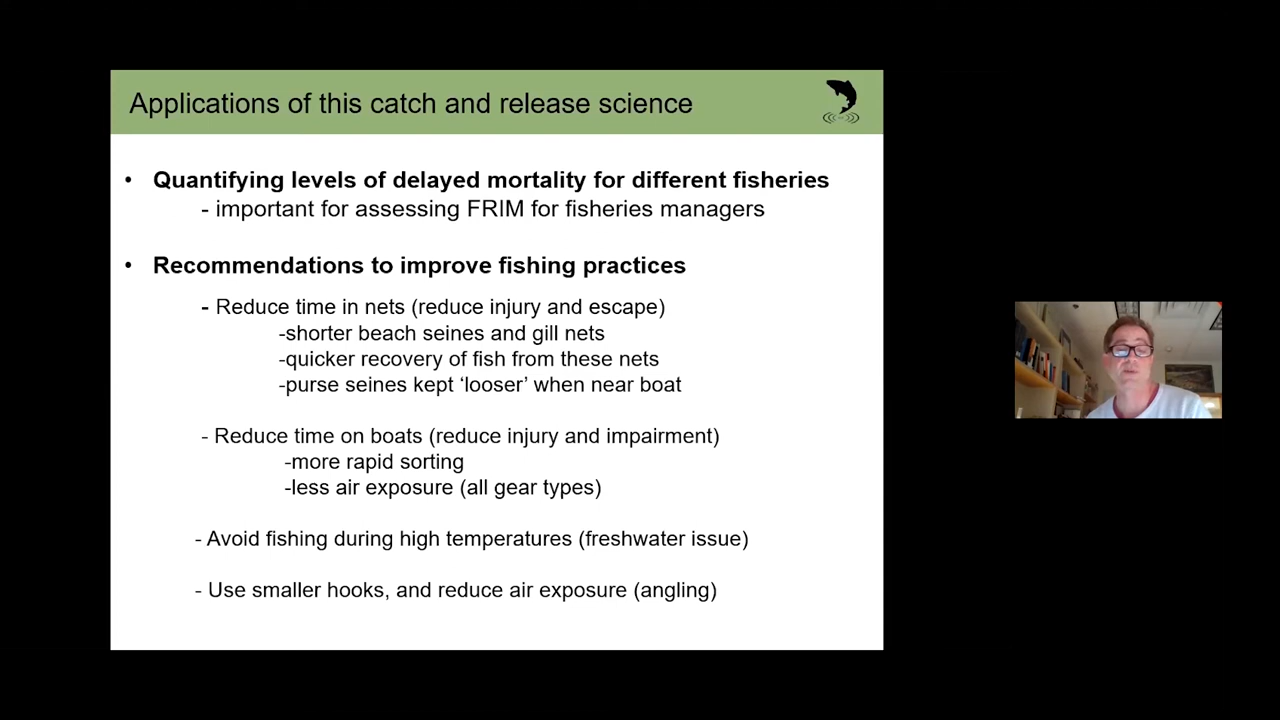 Applications of this catch and release science
• Quantifying levels of delayed mortality for different fisheries
- important for assessing FRIM for fisheries managers
• Recommendations to improve fishing practices
- Reduce time in nets (reduce injury and escape)
-shorter beach seines and gill nets
-quicker recovery of fish from these nets
-purse seines kept ‘looser’ when near boat
- Reduce time on boats (reduce injury and impairment)
-more rapid sorting
-less air exposure (all gear types)
- Avoid fishing during high temperatures (freshwater issue)
- Use smaller hooks, and reduce air exposure (angling)